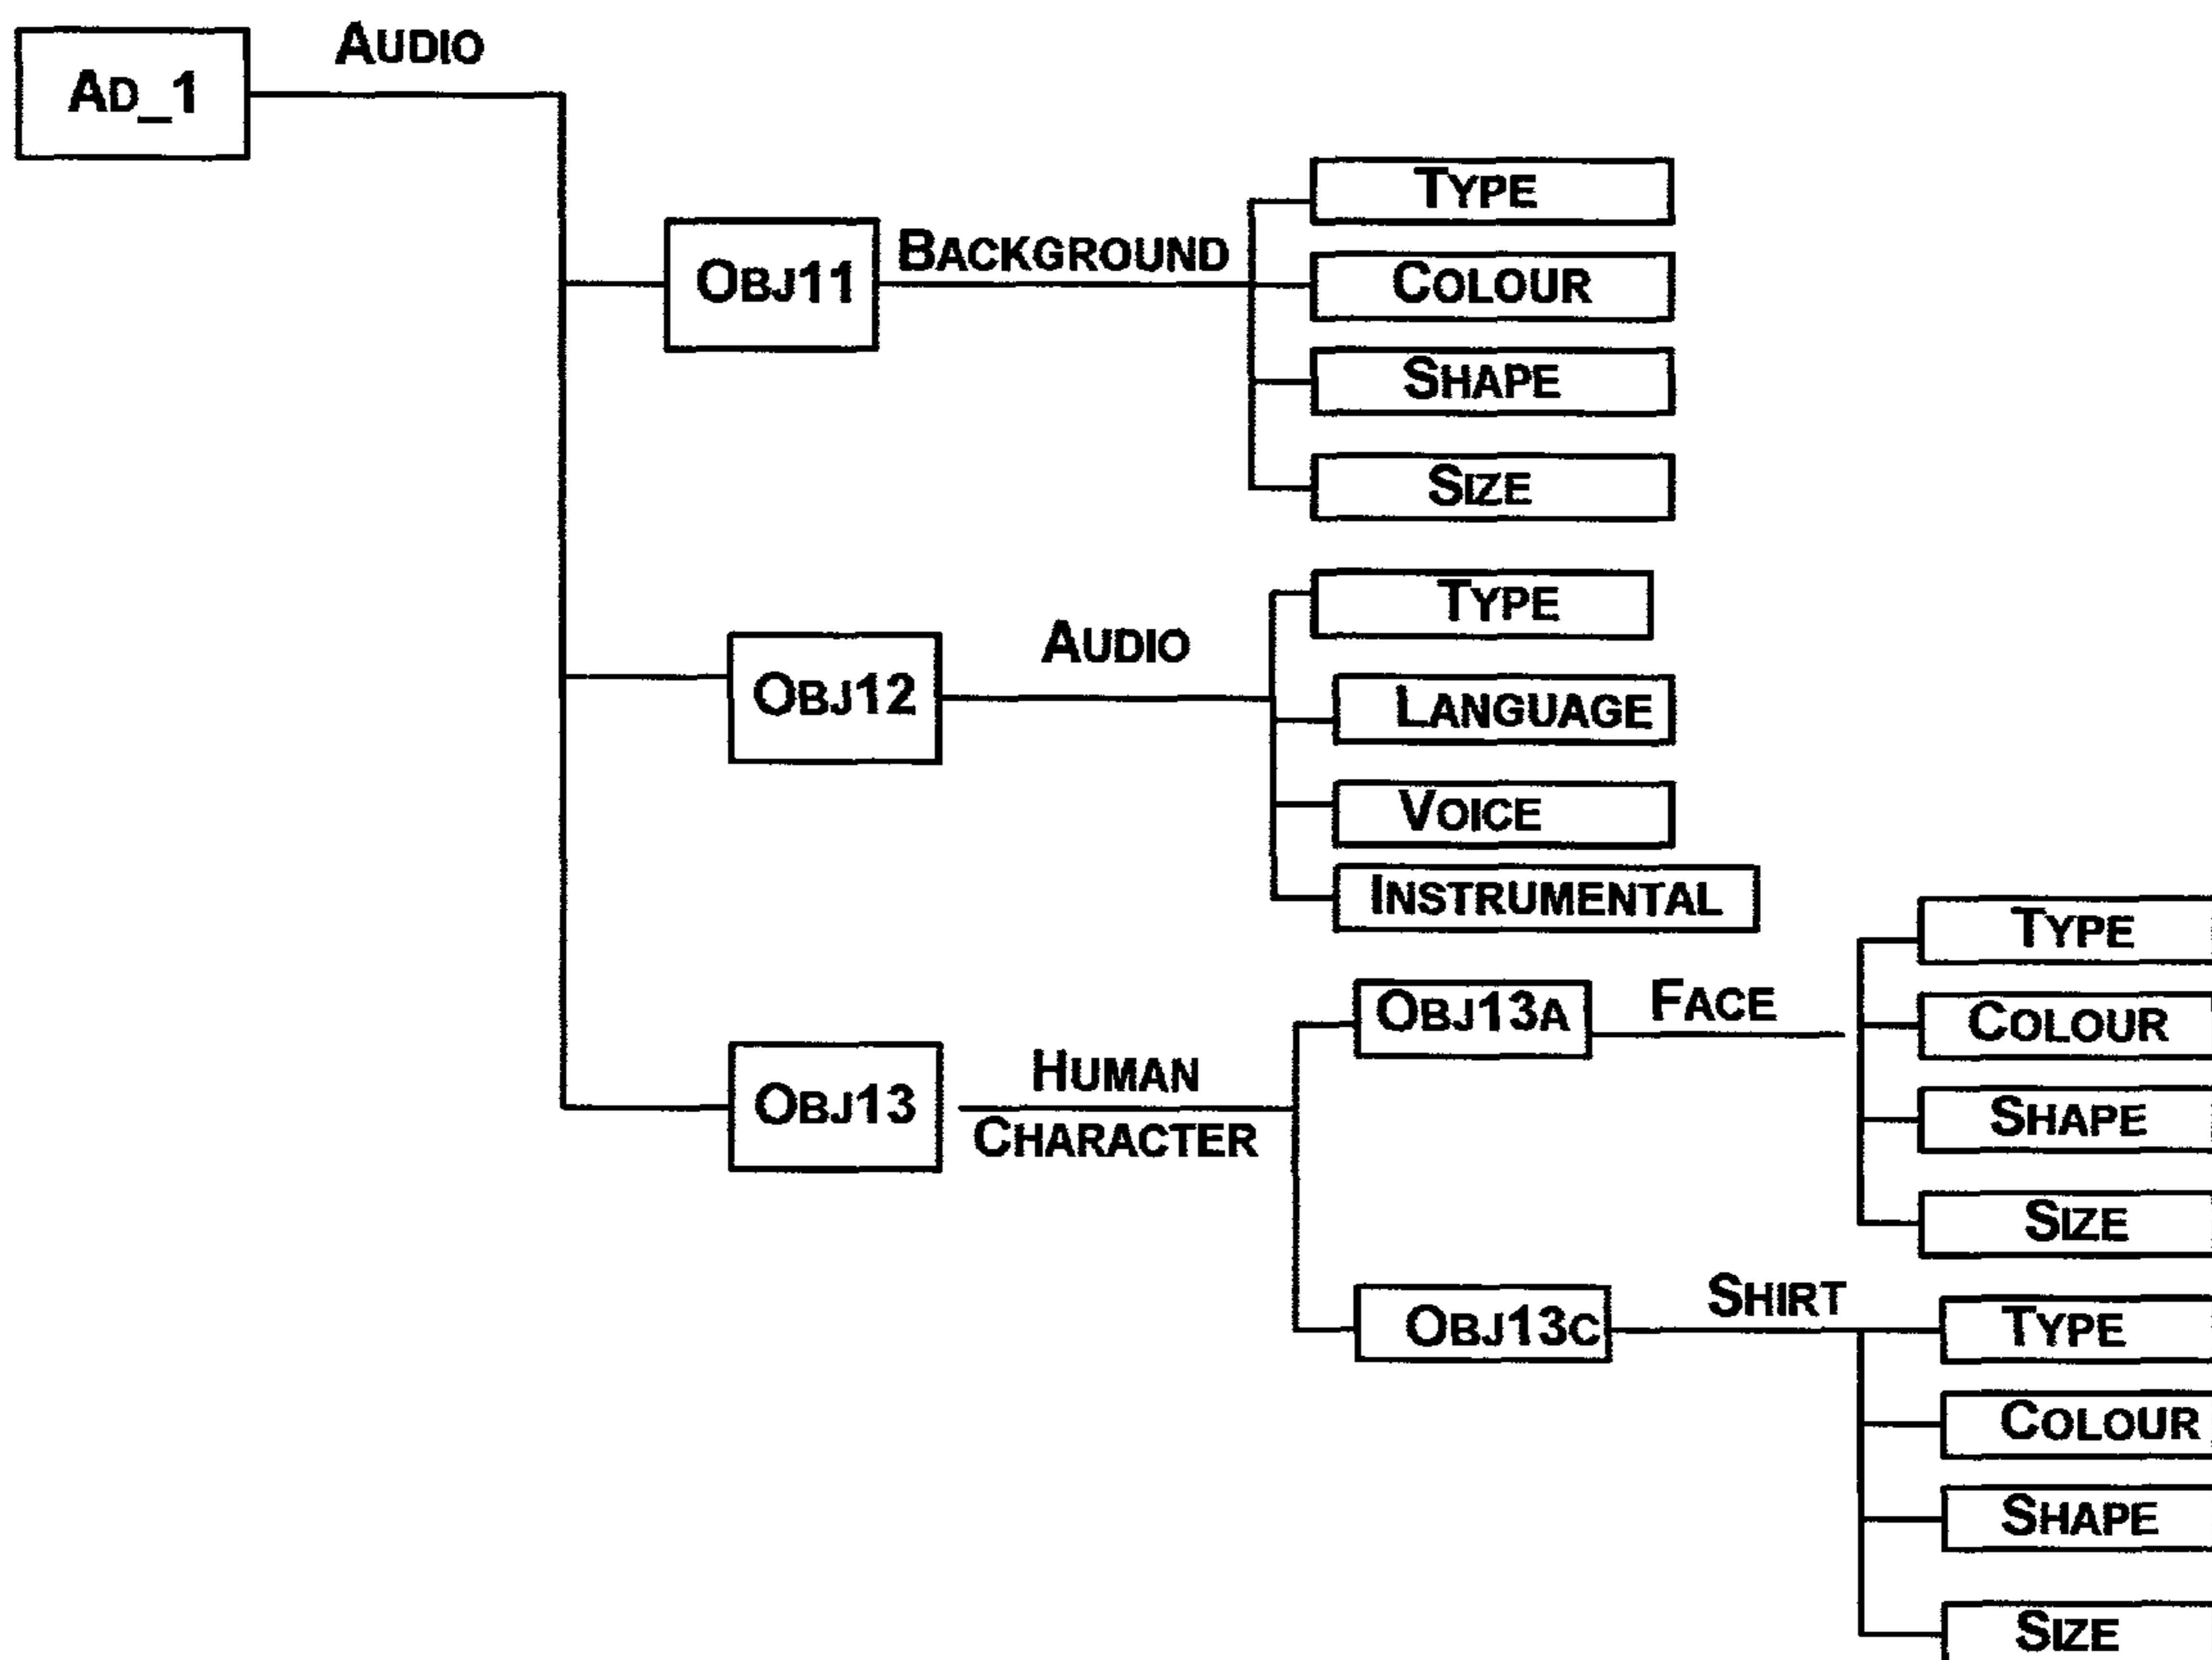 AD_1
AUDIO
OBJ11
BACKGROUND
TYPE
COLOUR
SHAPE
SIZE
OBJ12
AUDIO
TYPE
LANGUAGE
VOICE
INSTRUMENTAL
OBJ13
HUMAN
CHARACTER
OBJ13A
FACE
TYPE
COLOUR
SHAPE
SIZE
OBJ13C
SHIRT
TYPE
COLOUR
SHAPE
SIZE